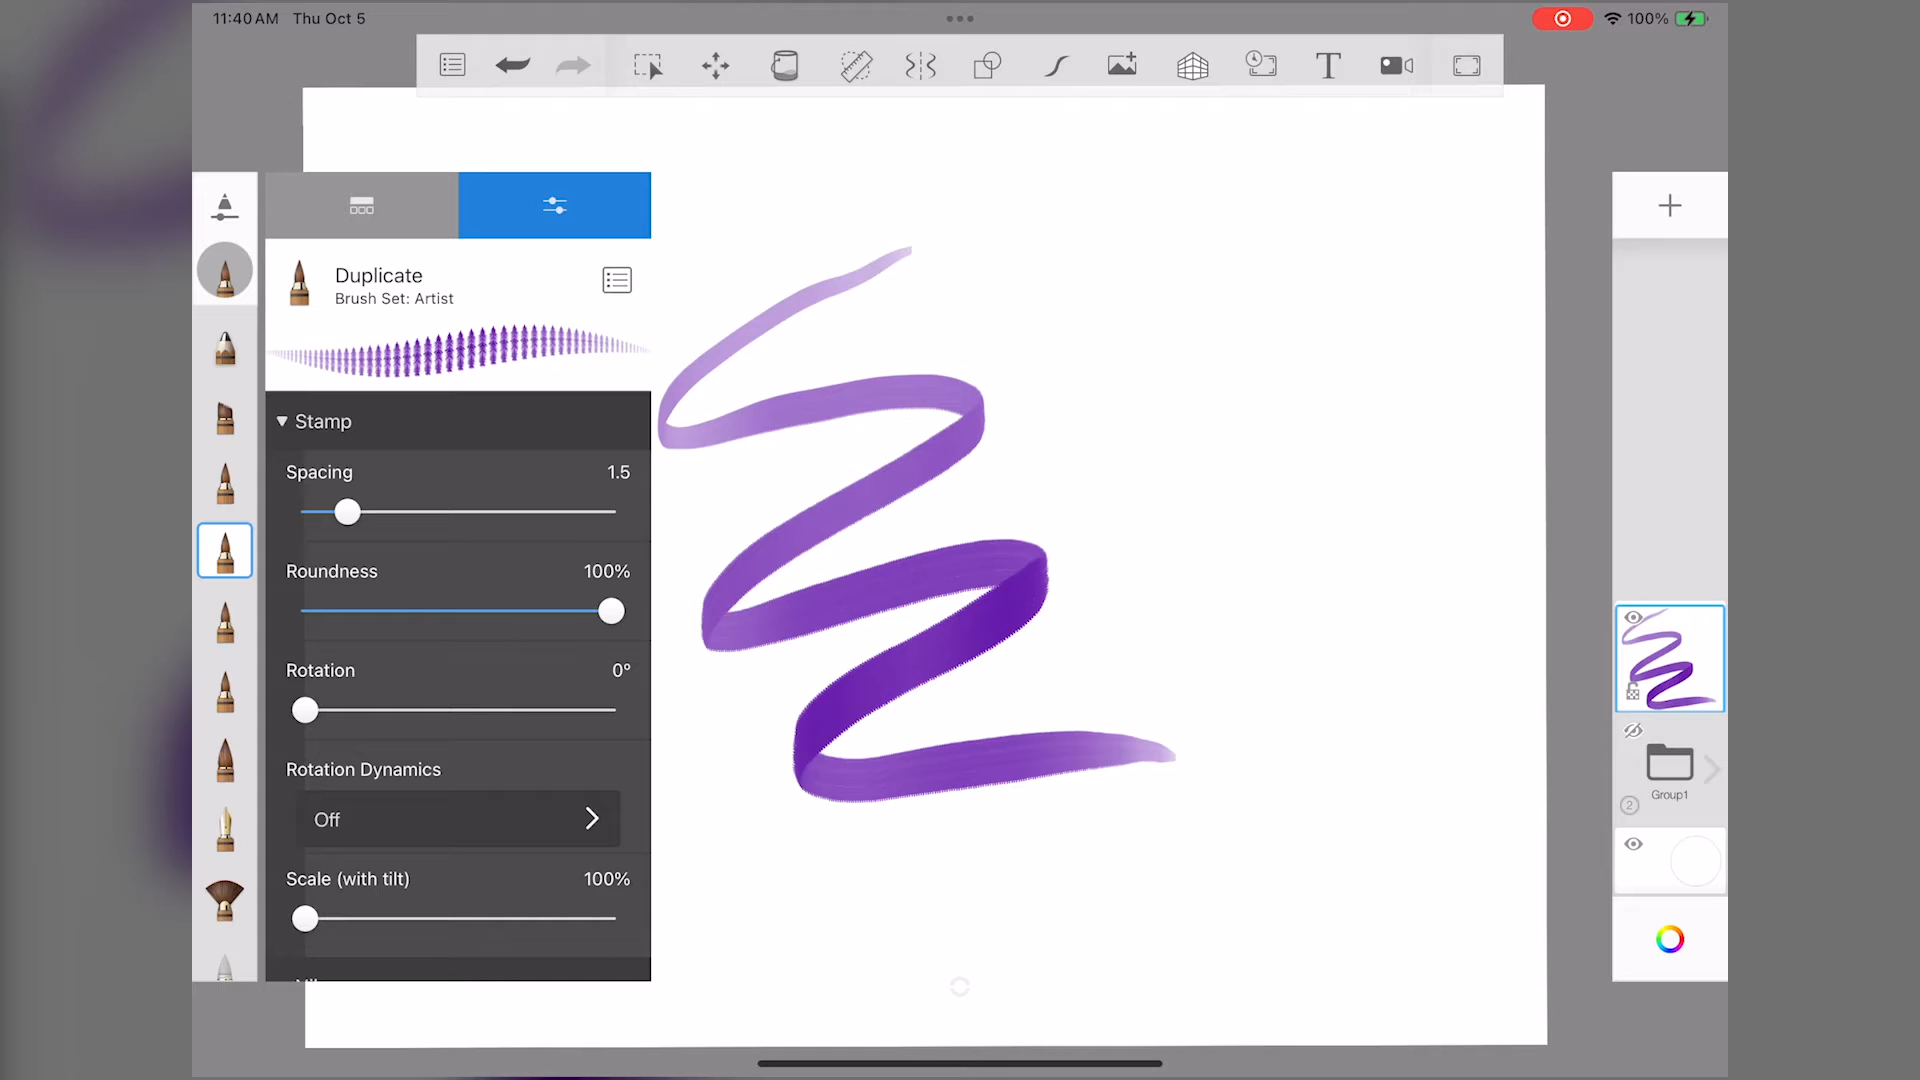 11:40 AM Thu Oct 5
100%
T
Duplicate
Brush Set: Artist
Stamp
Spacing 1.5
Roundness 100%
Rotation 0°
Rotation Dynamics
Off
Scale (with tilt) 100%
Group1
2